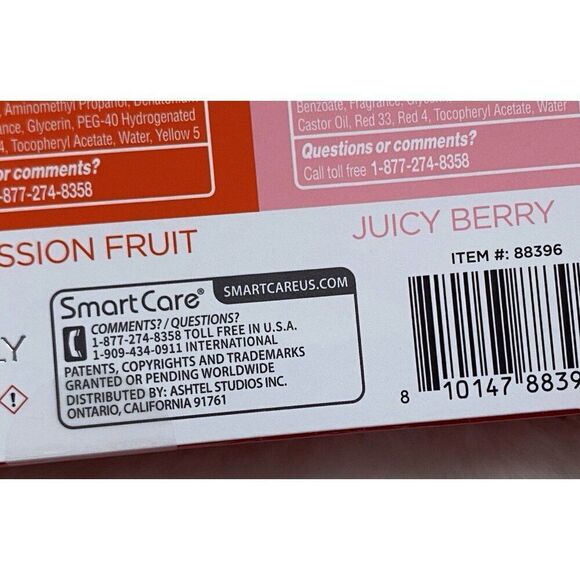 Aminomethyl Propanol, Denatonium
Glycerin, PEG-40 Hydrogenated
4, Tocopheryl Acetate, Water, Yellow 5
or comments?
-877-274-8358
Benzoate, Fragrance,
Castor Oil, Red 33, Red 4, Tocopheryl Acetate, Water
Questions or comments?
Call toll free 1-877-274-8358
SSION FRUIT
JUICY BERRY
LY
SmartCare®
SMARTCAREUS.COM
COMMENTS?/QUESTIONS?
1-877-274-8358 TOLL FREE IN U.S.A.
1-909-434-0911 INTERNATIONAL
PATENTS, COPYRIGHTS AND TRADEMARKS
GRANTED OR PENDING WORLDWIDE
DISTRIBUTED BY: ASHTEL STUDIOS INC.
ONTARIO, CALIFORNIA 91761
ITEM #: 88396
8 10147 8839